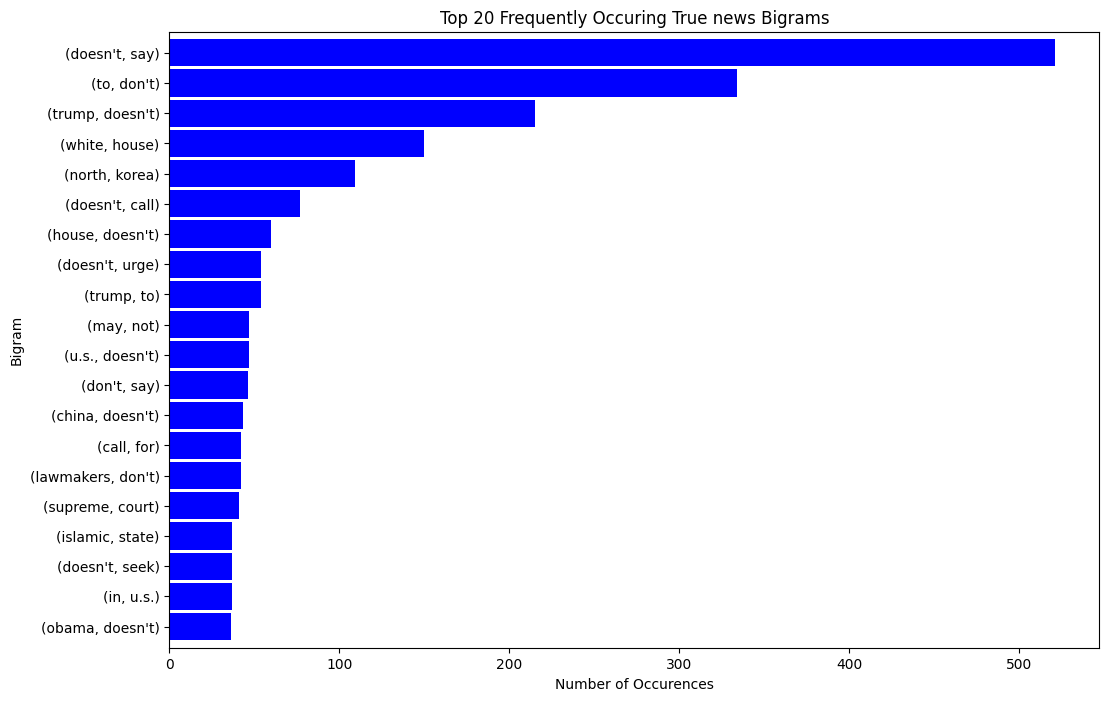 Top 20 Frequently Occuring True news Bigrams
Bigram
(doesn't, say)
(to, don't)
(trump, doesn't)
(white, house)
(north, korea)
(doesn't, call)
(house, doesn't)
(doesn't, urge)
(trump, to)
(may, not)
(u.s., doesn't)
(don't, say)
(china, doesn't)
(call, for)
(lawmakers, don't)
(supreme, court)
(islamic, state)
(doesn't, seek)
(in, u.s.)
(obama, doesn't)
0 100 200 300 400 500
Number of Occurences